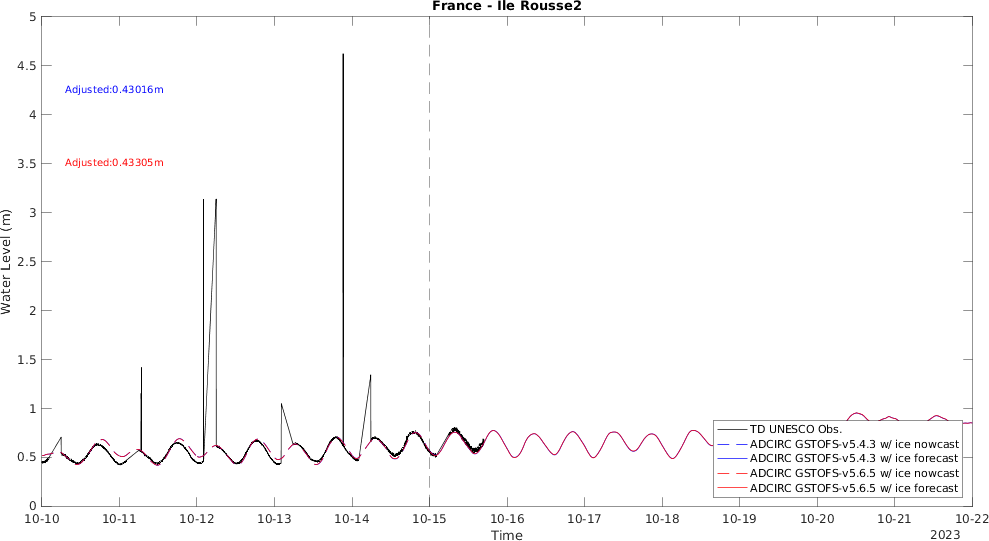 France - Ile Rousse2
Water Level (m)
5
4.5
4
3.5
3
2.5
2
1.5
1
0.5
0
Adjusted:0.43016m
Adjusted:0.43305m
TD UNESCO Obs.
ADCIRC GSTOFS-v5.4.3 w/ ice nowcast
ADCIRC GSTOFS-v5.4.3 w/ ice forecast
ADCIRC GSTOFS-v5.6.5 w/ ice nowcast
ADCIRC GSTOFS-v5.6.5 w/ ice forecast
10-10 10-11 10-12 10-13 10-14 10-15 10-16 10-17 10-18 10-19 10-20 10-21 10-22
Time
2023